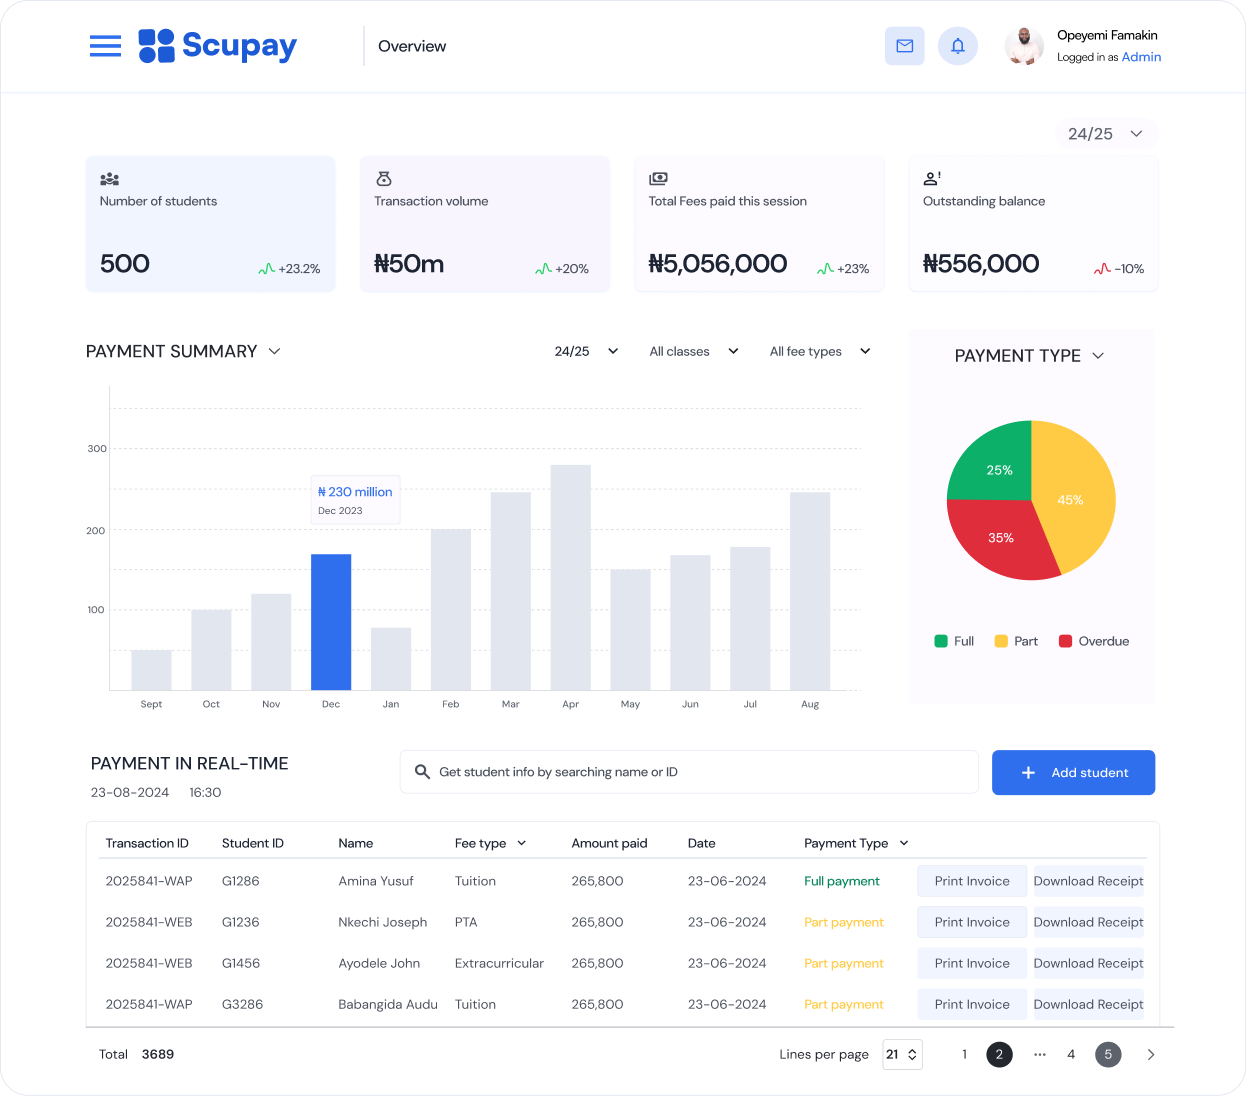 Scupay
Overview
Opeyemi Famakin
Logged in as Admin
24/25
Number of students
500
+23.2%
Transaction volume
₦50m
+20%
Total Fees paid this session
₦5,056,000
+23%
Outstanding balance
₦556,000
-10%
PAYMENT SUMMARY
24/25 All classes All fee types
300
200
100
₦ 230 million
Dec 2023
Sept Oct Nov Dec Jan Feb Mar Apr May Jun Jul Aug
PAYMENT TYPE
25%
45%
35%
Full Part Overdue
PAYMENT IN REAL-TIME
23-08-2024 16:30
Get student info by searching name or ID
+ Add student
Transaction ID Student ID Name Fee type Amount paid Date Payment Type
2025841-WAP G1286 Amina Yusuf Tuition 265,800 23-06-2024 Full payment Print Invoice Download Receipt
2025841-WEB G1236 Nkechi Joseph PTA 265,800 23-06-2024 Part payment Print Invoice Download Receipt
2025841-WEB G1456 Ayodele John Extracurricular 265,800 23-06-2024 Part payment Print Invoice Download Receipt
2025841-WAP G3286 Babangida Audu Tuition 265,800 23-06-2024 Part payment Print Invoice Download Receipt
Total 3689
Lines per page 21 1 2 ··· 4 5